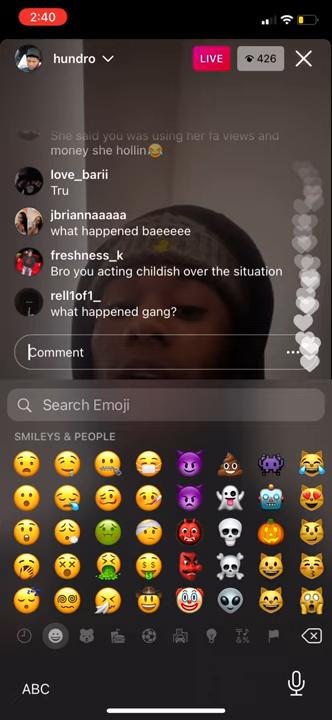 2:40
hundro
LIVE
426
She said you was using her fa views and
money she hollin😂
love_barii
Tru
jbriannaaaaa
what happened baeeeee
freshness_k
Bro you acting childish over the situation
rell1of1_
what happened gang?
Comment
Search Emoji
SMILEYS & PEOPLE
ABC